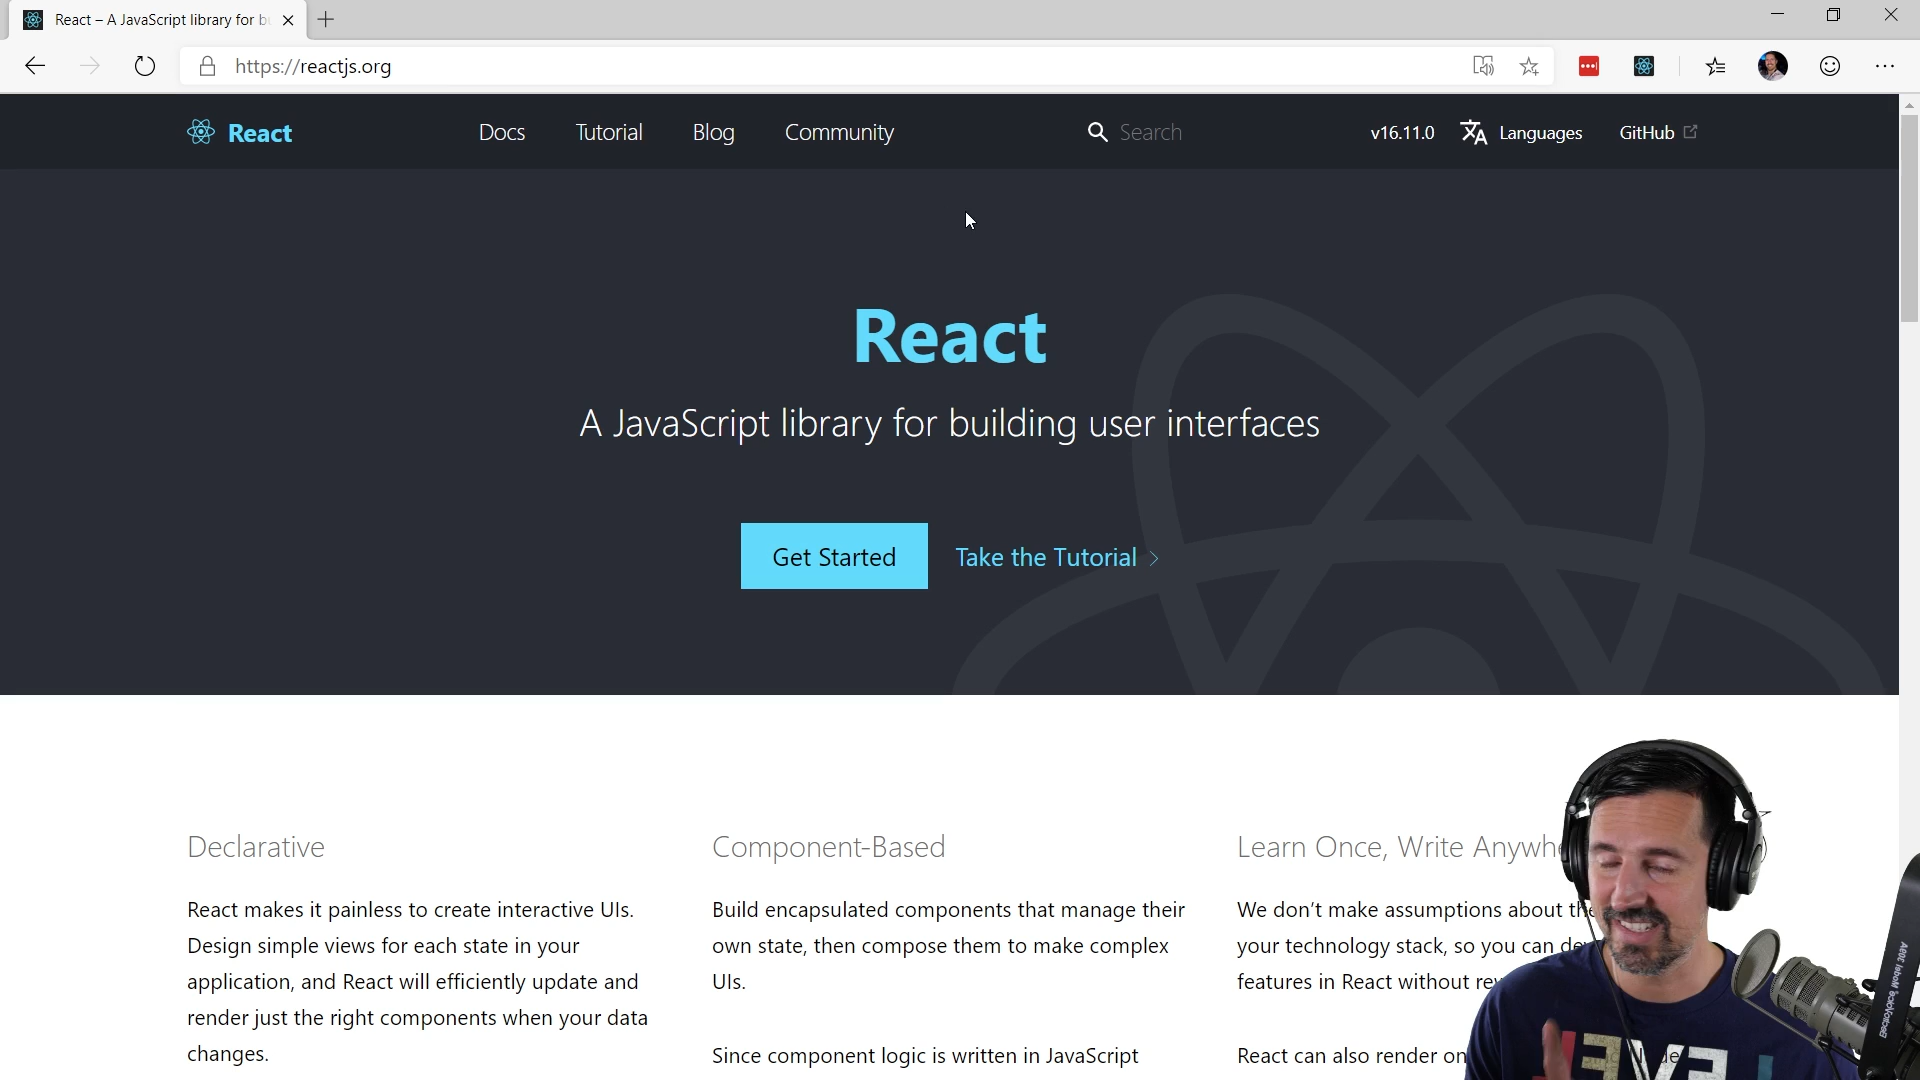 React – A JavaScript library for b
https://reactjs.org
React
Docs
Tutorial
Blog
Community
Search
v16.11.0
Languages
GitHub
React
A JavaScript library for building user interfaces
Get Started
Take the Tutorial
Declarative
React makes it painless to create interactive UIs.
Design simple views for each state in your
application, and React will efficiently update and
render just the right components when your data
changes.
Component-Based
Build encapsulated components that manage their
own state, then compose them to make complex
UIs.
Since component logic is written in JavaScript
Learn Once, Write Anywhe
We don't make assumptions about the
your technology stack, so you can de
features in React without rew
React can also render on